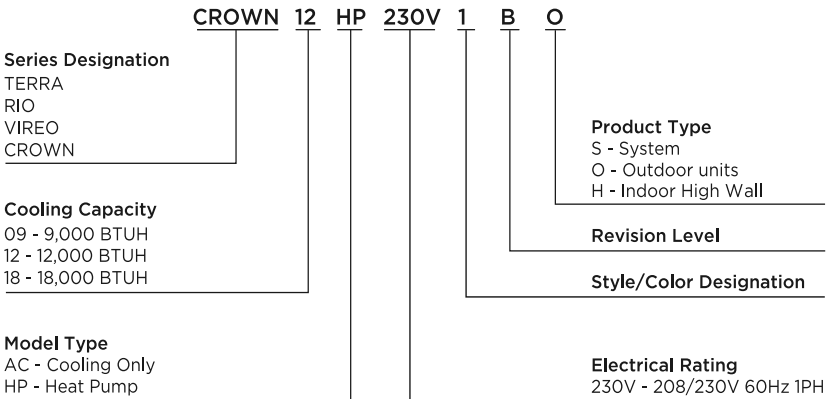 CROWN 12 HP 230V 1 B O
Series Designation
TERRA
RIO
VIREO
CROWN
Cooling Capacity
09 - 9,000 BTUH
12 - 12,000 BTUH
18 - 18,000 BTUH
Model Type
AC - Cooling Only
HP - Heat Pump
Product Type
S - System
O - Outdoor units
H - Indoor High Wall
Revision Level
Style/Color Designation
Electrical Rating
230V - 208/230V 60Hz 1PH